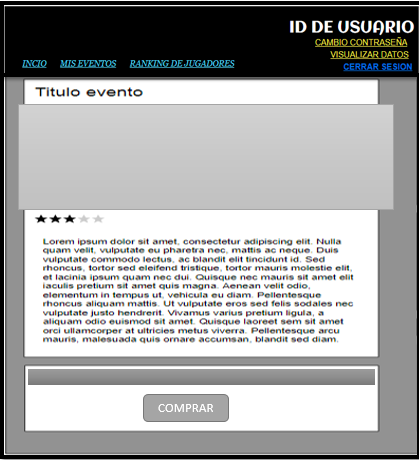 ID DE USUARIO
CAMBIO CONTRASEÑA
VISUALIZAR DATOS
CERRAR SESION
INCIO MIS EVENTOS RANKING DE JUGADORES
Titulo evento
Lorem ipsum dolor sit amet, consectetur adipiscing elit. Nulla
quam velit, vulputate eu pharetra nec, mattis ac neque. Duis
vulputate commodo lectus, ac blandit elit tincidunt id. Sed
rhoncus, tortor sed eleifend tristique, tortor mauris molestie elit,
et lacinia ipsum quam nec dui. Quisque nec mauris sit amet elit
iaculis pretium sit amet quis magna. Aenean velit odio,
elementum in tempus ut, vehicula eu diam. Pellentesque
rhoncus aliquam mattis. Ut vulputate eros sed felis sodales nec
vulputate justo hendrerit. Vivamus varius pretium ligula, a
aliquam odio euismod sit amet. Quisque laoreet sem sit amet
orci ullamcorper at ultricies metus viverra. Pellentesque arcu
mauris, malesuada quis ornare accumsan, blandit sed diam.
COMPRAR